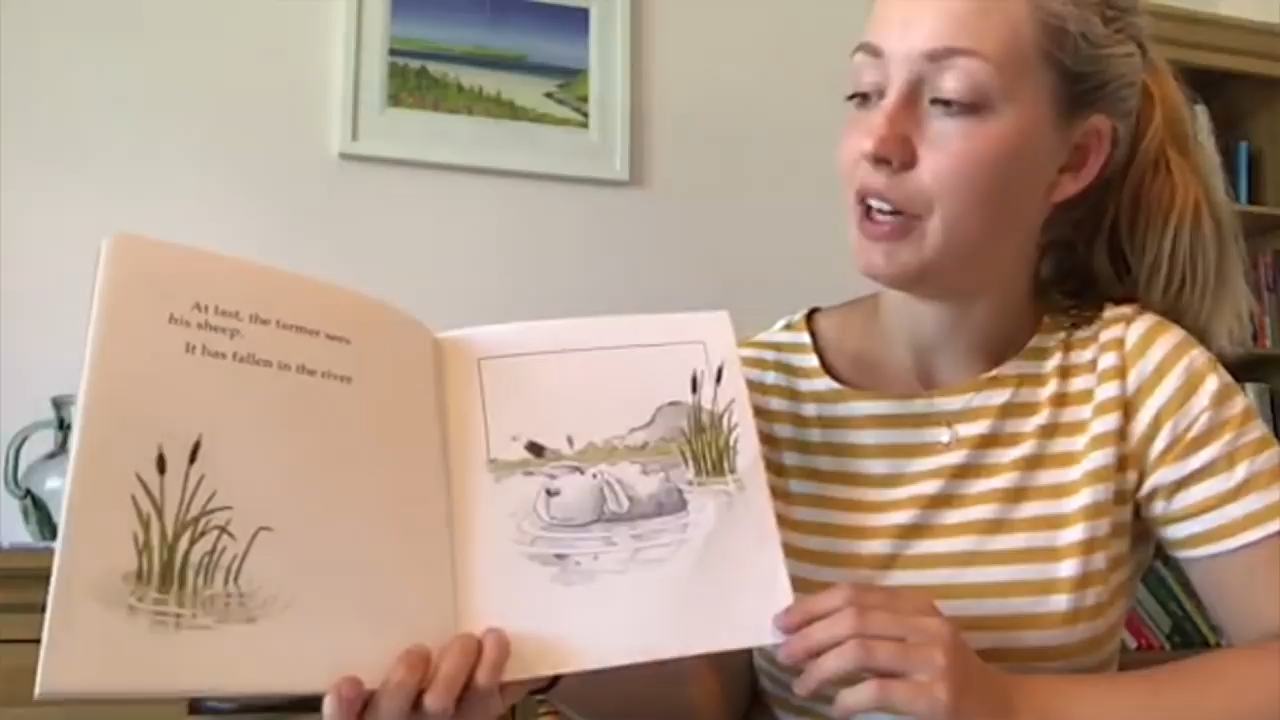 At last, the farmer sees
his sheep.
It has fallen in the river